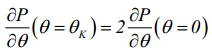 ∂P/∂θ (θ = θ_K) = 2 ∂P/∂θ (θ = 0)